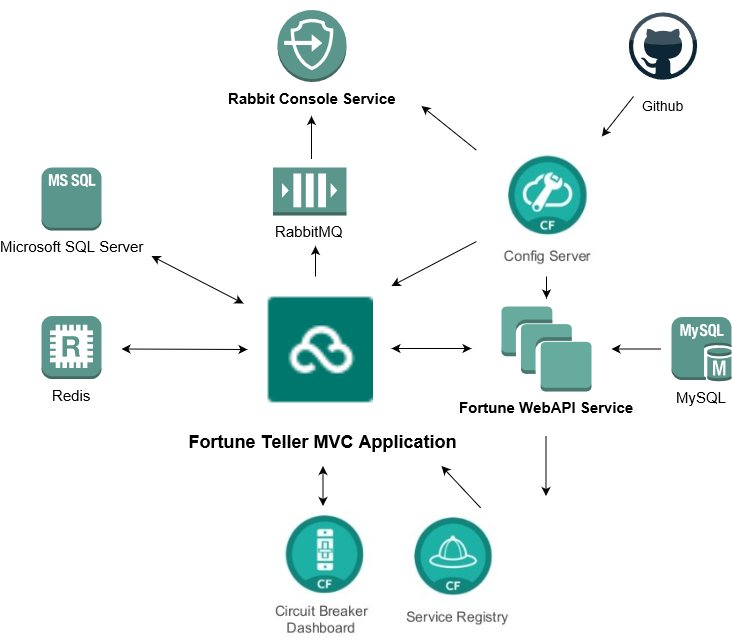 Rabbit Console Service
Github
MS SQL
Microsoft SQL Server
RabbitMQ
CF
Config Server
R
Redis
MySQL
M
MySQL
Fortune WebAPI Service
Fortune Teller MVC Application
CF
Circuit Breaker
Dashboard
CF
Service Registry